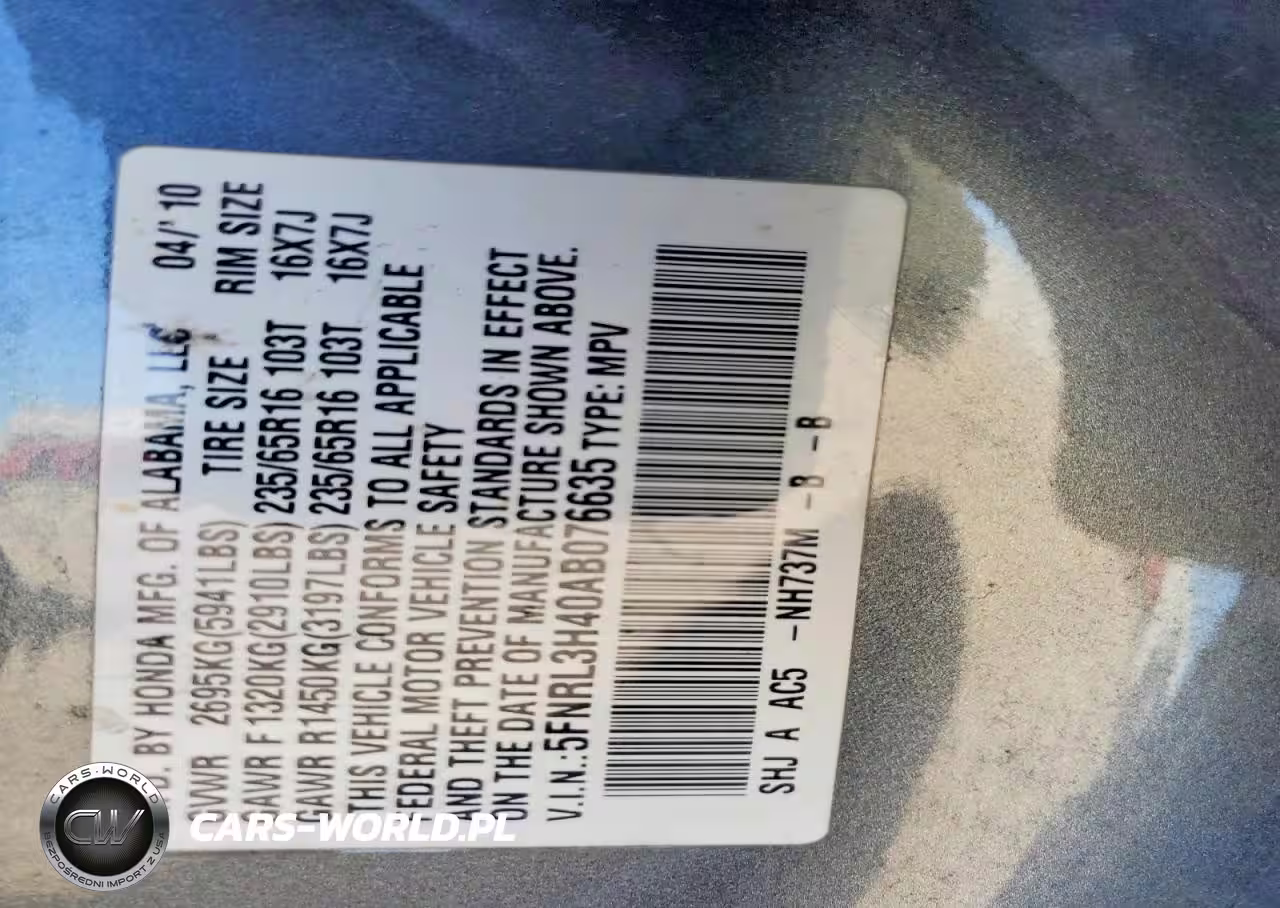 MFD. BY HONDA MFG. OF ALABAMA, LLC 04/'10
GVWR 2695KG(5941LBS) TIRE SIZE RIM SIZE
GAWR F 1320KG(2910LBS) 235/65R16 103T 16X7J
GAWR R1450KG(3197LBS) 235/65R16 103T 16X7J
THIS VEHICLE CONFORMS TO ALL APPLICABLE
FEDERAL MOTOR VEHICLE SAFETY
AND THEFT PREVENTION STANDARDS IN EFFECT
ON THE DATE OF MANUFACTURE SHOWN ABOVE.
V.I.N.:5FNRL3H40AB076635 TYPE: MPV
SHJ A AC5 -NH737M -B -B
CARS-WORLD
CW
BEZPOŚREDNI IMPORT Z USA
CARS-WORLD.PL